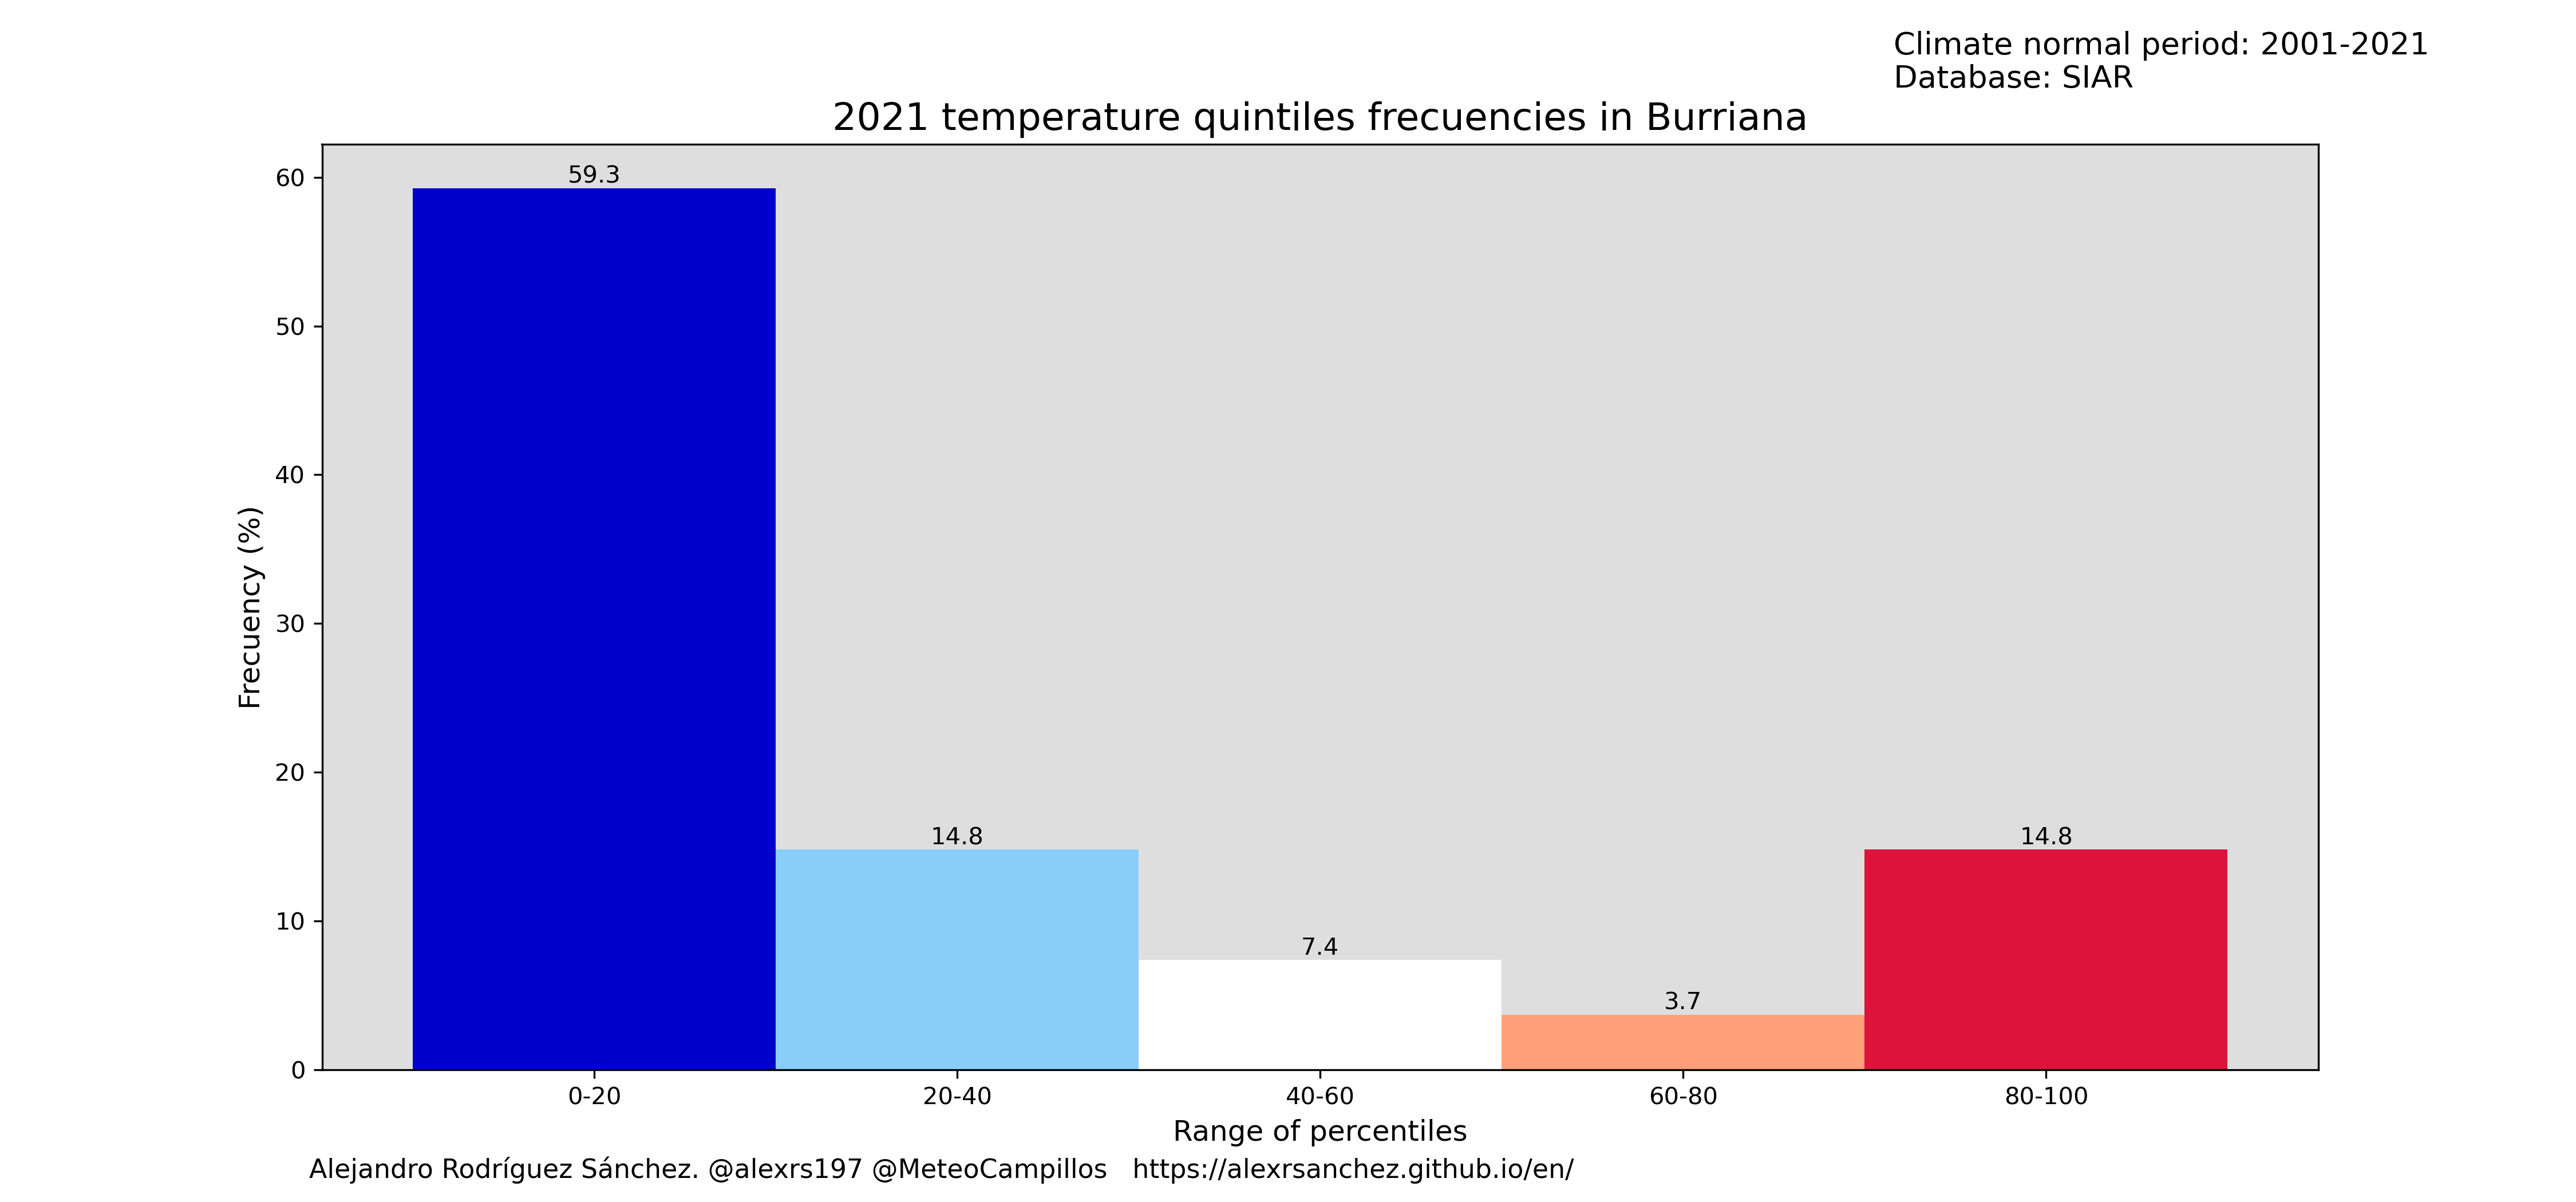 Climate normal period: 2001-2021
Database: SIAR
2021 temperature quintiles frecuencies in Burriana
59.3
14.8
7.4
3.7
14.8
60
50
40
30
20
10
0
Frecuency (%)
0-20
20-40
40-60
60-80
80-100
Range of percentiles
Alejandro Rodríguez Sánchez. @alexrs197 @MeteoCampillos   https://alexrsanchez.github.io/en/